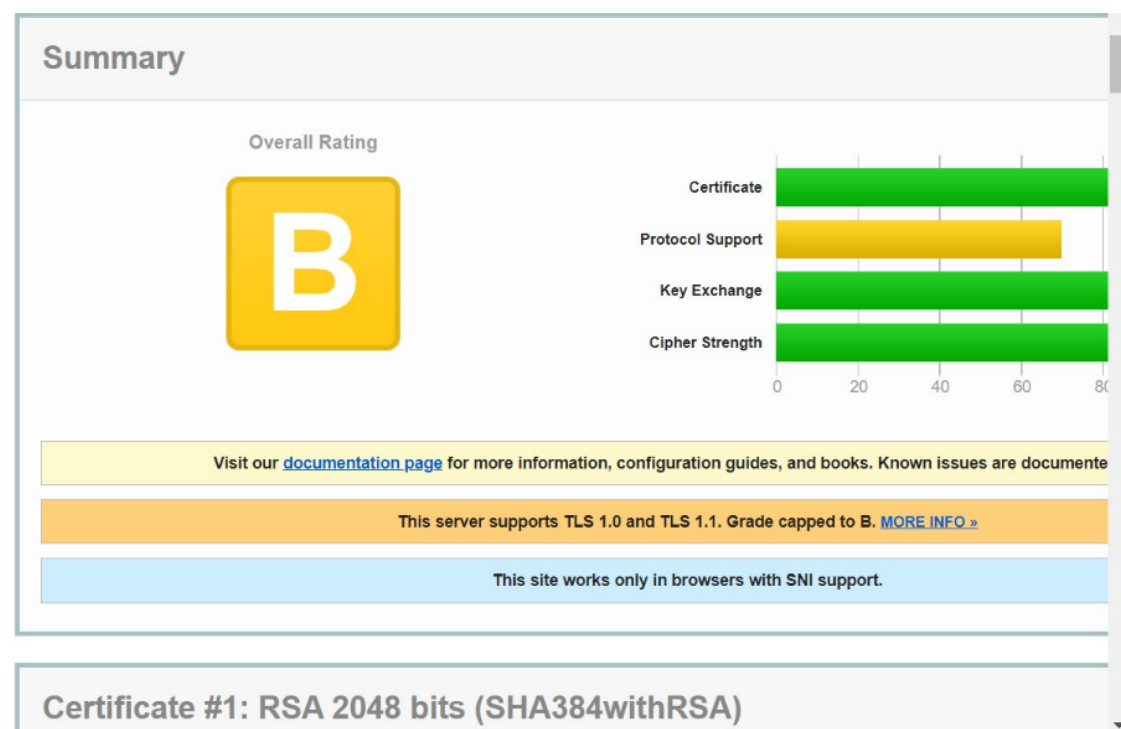 Summary
Overall Rating
B
Certificate
Protocol Support
Key Exchange
Cipher Strength
0 20 40 60
Visit our documentation page for more information, configuration guides, and books. Known issues are
This server supports TLS 1.0 and TLS 1.1. Grade capped to B. MORE INFO »
This site works only in browsers with SNI support.
Certificate #1: RSA 2048 bits (SHA384withRSA)